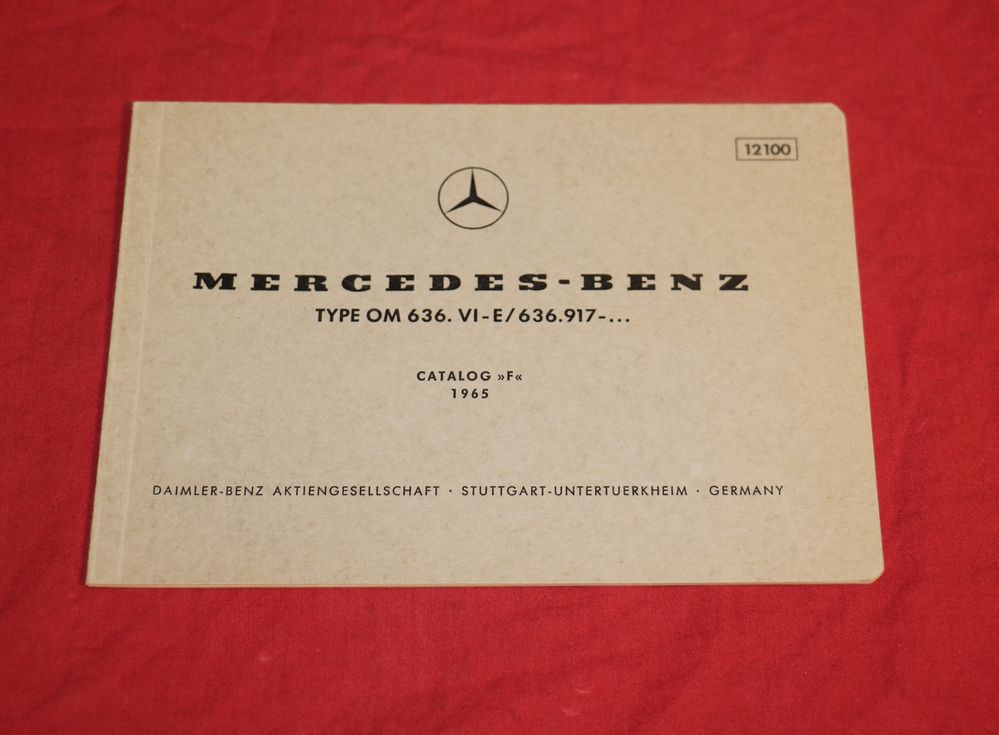 12100
MERCEDES-BENZ
TYPE OM 636. VI-E/636.917-...
CATALOG »F«
1965
DAIMLER-BENZ AKTIENGESELLSCHAFT · STUTTGART-UNTERTUERKHEIM · GERMANY